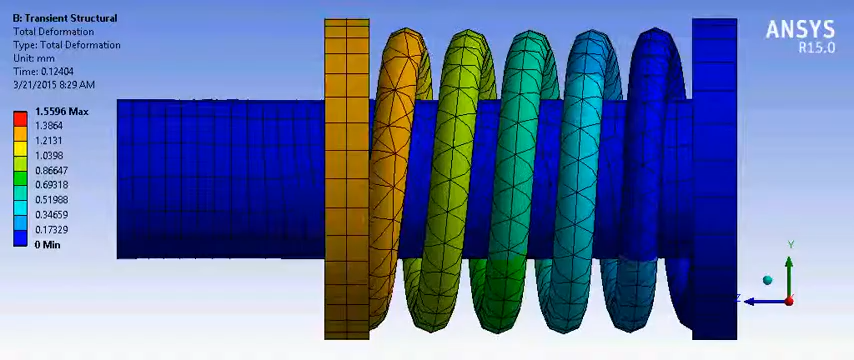 B: Transient Structural
Total Deformation
Type: Total Deformation
Unit: mm
Time: 0.12404
3/21/2015 8:29 AM
1.5596 Max
1.3864
1.2131
1.0398
0.86647
0.69318
0.51988
0.34659
0.17329
0 Min
ANSYS
R15.0
Y
Z